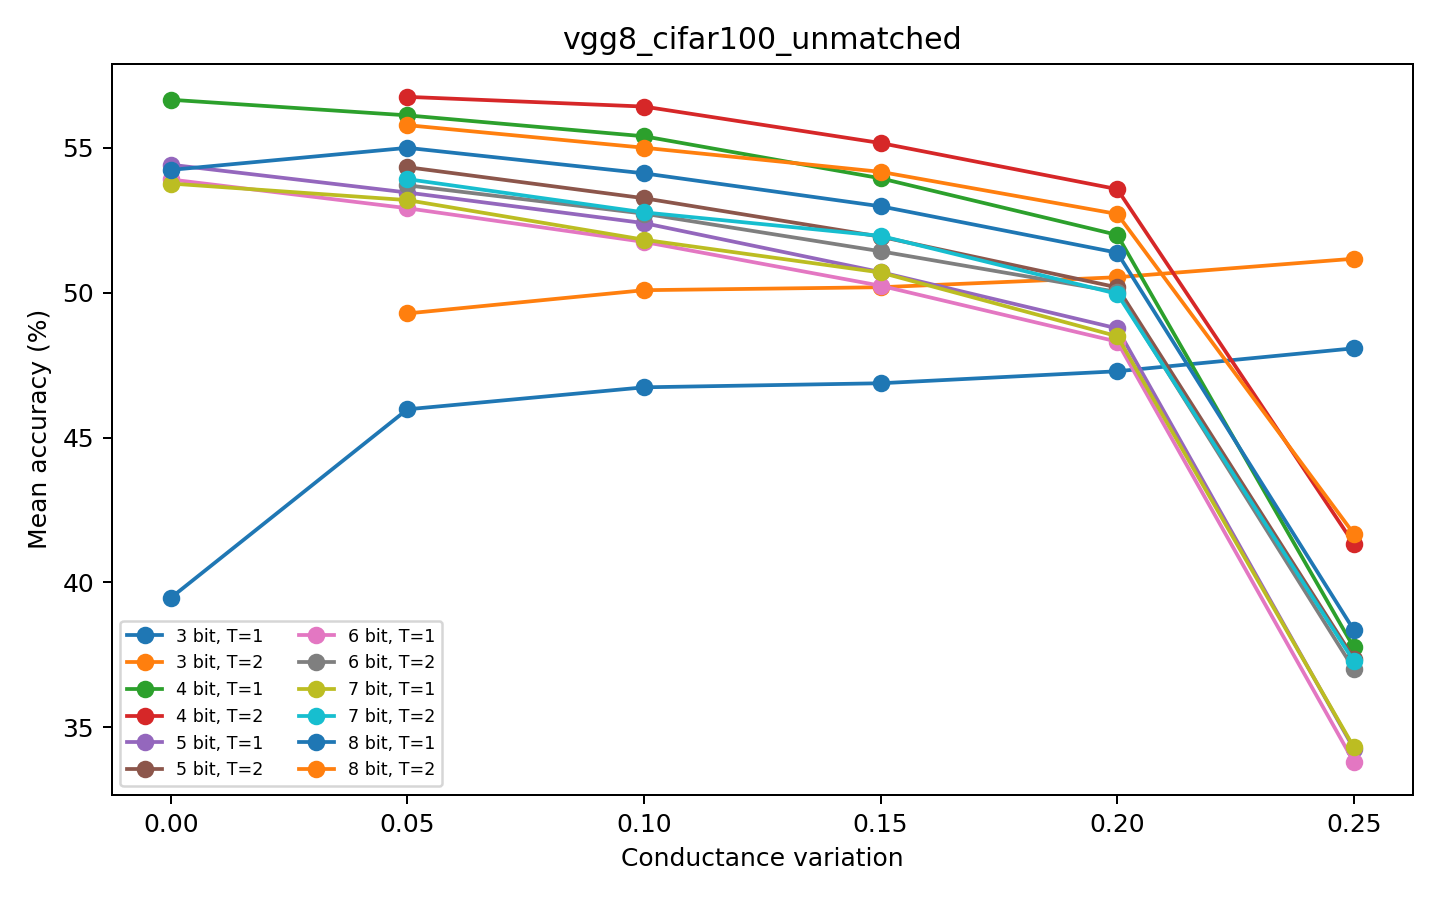 vgg8_cifar100_unmatched
Mean accuracy (%)
55
50
45
40
35
3 bit, T=1
3 bit, T=2
4 bit, T=1
4 bit, T=2
5 bit, T=1
5 bit, T=2
6 bit, T=1
6 bit, T=2
7 bit, T=1
7 bit, T=2
8 bit, T=1
8 bit, T=2
0.00 0.05 0.10 0.15 0.20 0.25
Conductance variation